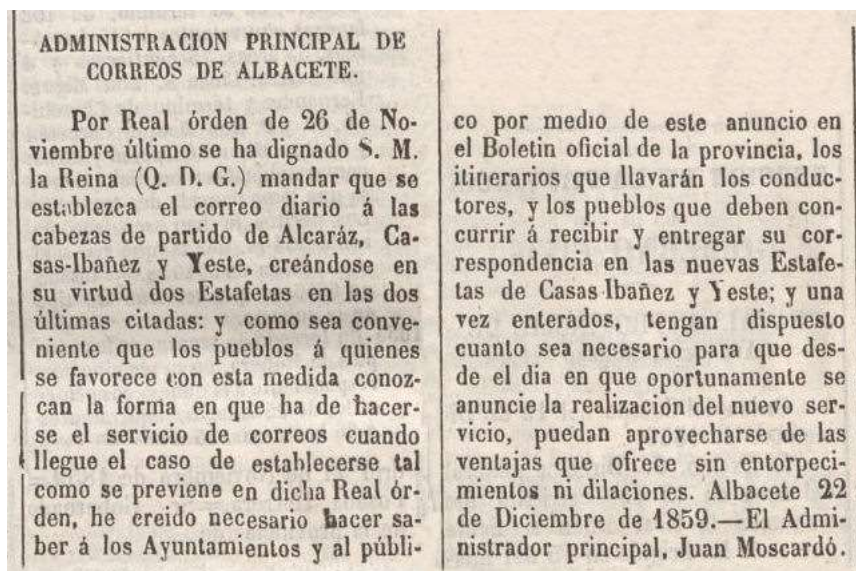 ADMINISTRACION PRINCIPAL DE
CORREOS DE ALBACETE.
Por Real órden de 26 de No-
viembre último se ha dignado S. M.
la Reina (Q. D. G.) mandar que se
establezca el correo diario á las
cabezas de partido de Alcaráz, Ca-
sas-Ibañez y Yeste, creándose en
su virtud dos Estafetas en las dos
últimas citadas: y como sea conve-
niente que los pueblos á quienes
se favorece con esta medida conoz-
can la forma en que ha de hacer-
se el servicio de correos cuando
llegue el caso de establecerse tal
como se previene en dicha Real ór-
den, he creido necesario hacer sa-
ber á los Ayuntamientos y al públi-
co por medio de este anuncio en
el Boletin oficial de la provincia, los
itinerarios que llavarán los conduc-
tores, y los pueblos que deben con-
currir á recibir y entregar su cor-
respondencia en las nuevas Estafe-
tas de Casas Ibañez y Yeste; y una
vez enterados, tengan dispuesto
cuanto sea necesario para que des-
de el dia en que oportunamente se
anuncie la realizacion del nuevo ser-
vicio, puedan aprovecharse de las
ventajas que ofrece sin entorpeci-
mientos ni dilaciones. Albacete 22
de Diciembre de 1859.—El Admi-
nistrador principal, Juan Moscardó.